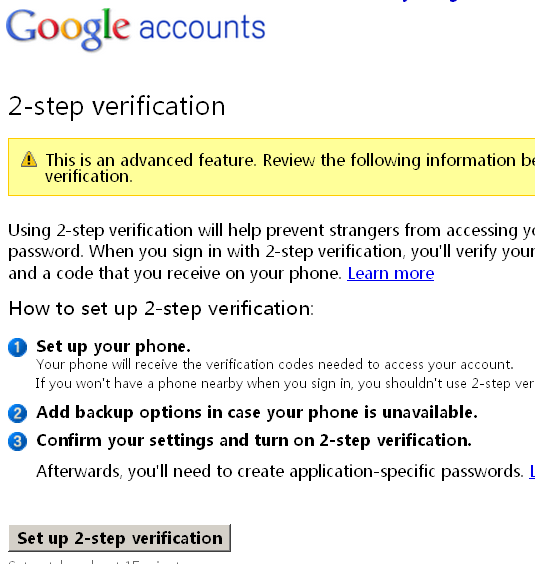 Google accounts
2-step verification
This is an advanced feature. Review the following information be
verification.
Using 2-step verification will help prevent strangers from accessing yo
password. When you sign in with 2-step verification, you'll verify your
and a code that you receive on your phone. Learn more
How to set up 2-step verification:
1 Set up your phone.
Your phone will receive the verification codes needed to access your account.
If you won't have a phone nearby when you sign in, you shouldn't use 2-step ver
2 Add backup options in case your phone is unavailable.
3 Confirm your settings and turn on 2-step verification.
Afterwards, you'll need to create application-specific passwords. L
Set up 2-step verification